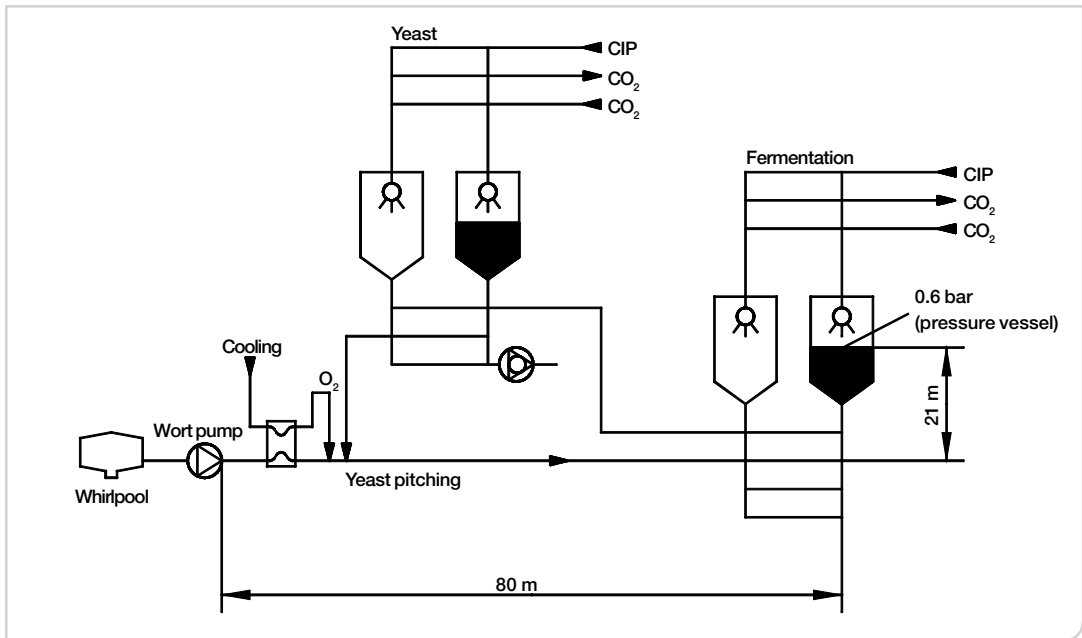 Yeast
CIP
CO₂
CO₂
Fermentation
CIP
CO₂
CO₂
0.6 bar
(pressure vessel)
Cooling
O₂
21 m
Wort pump
Yeast pitching
Whirlpool
80 m